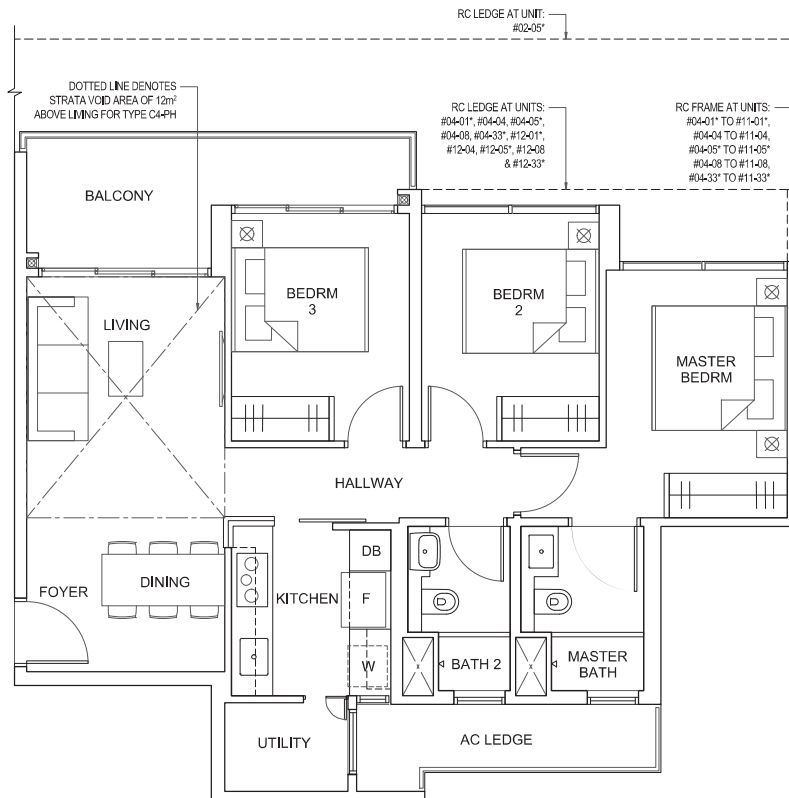 RC LEDGE AT UNIT:
#02-05*
DOTTED LINE DENOTES
STRATA VOID AREA OF 12m²
ABOVE LIVING FOR TYPE C4-PH
RC LEDGE AT UNITS:
#04-01*, #04-04, #04-05*,
#04-08, #04-33*, #12-01*,
#12-04, #12-05*, #12-08
& #12-33*
RC FRAME AT UNITS:
#04-01* TO #11-01*,
#04-04 TO #11-04,
#04-05* TO #11-05*
#04-08 TO #11-08,
#04-33* TO #11-33*
BALCONY
LIVING
BEDRM
3
BEDRM
2
MASTER
BEDRM
HALLWAY
FOYER
DINING
KITCHEN
DB
F
W
BATH 2
MASTER
BATH
UTILITY
AC LEDGE